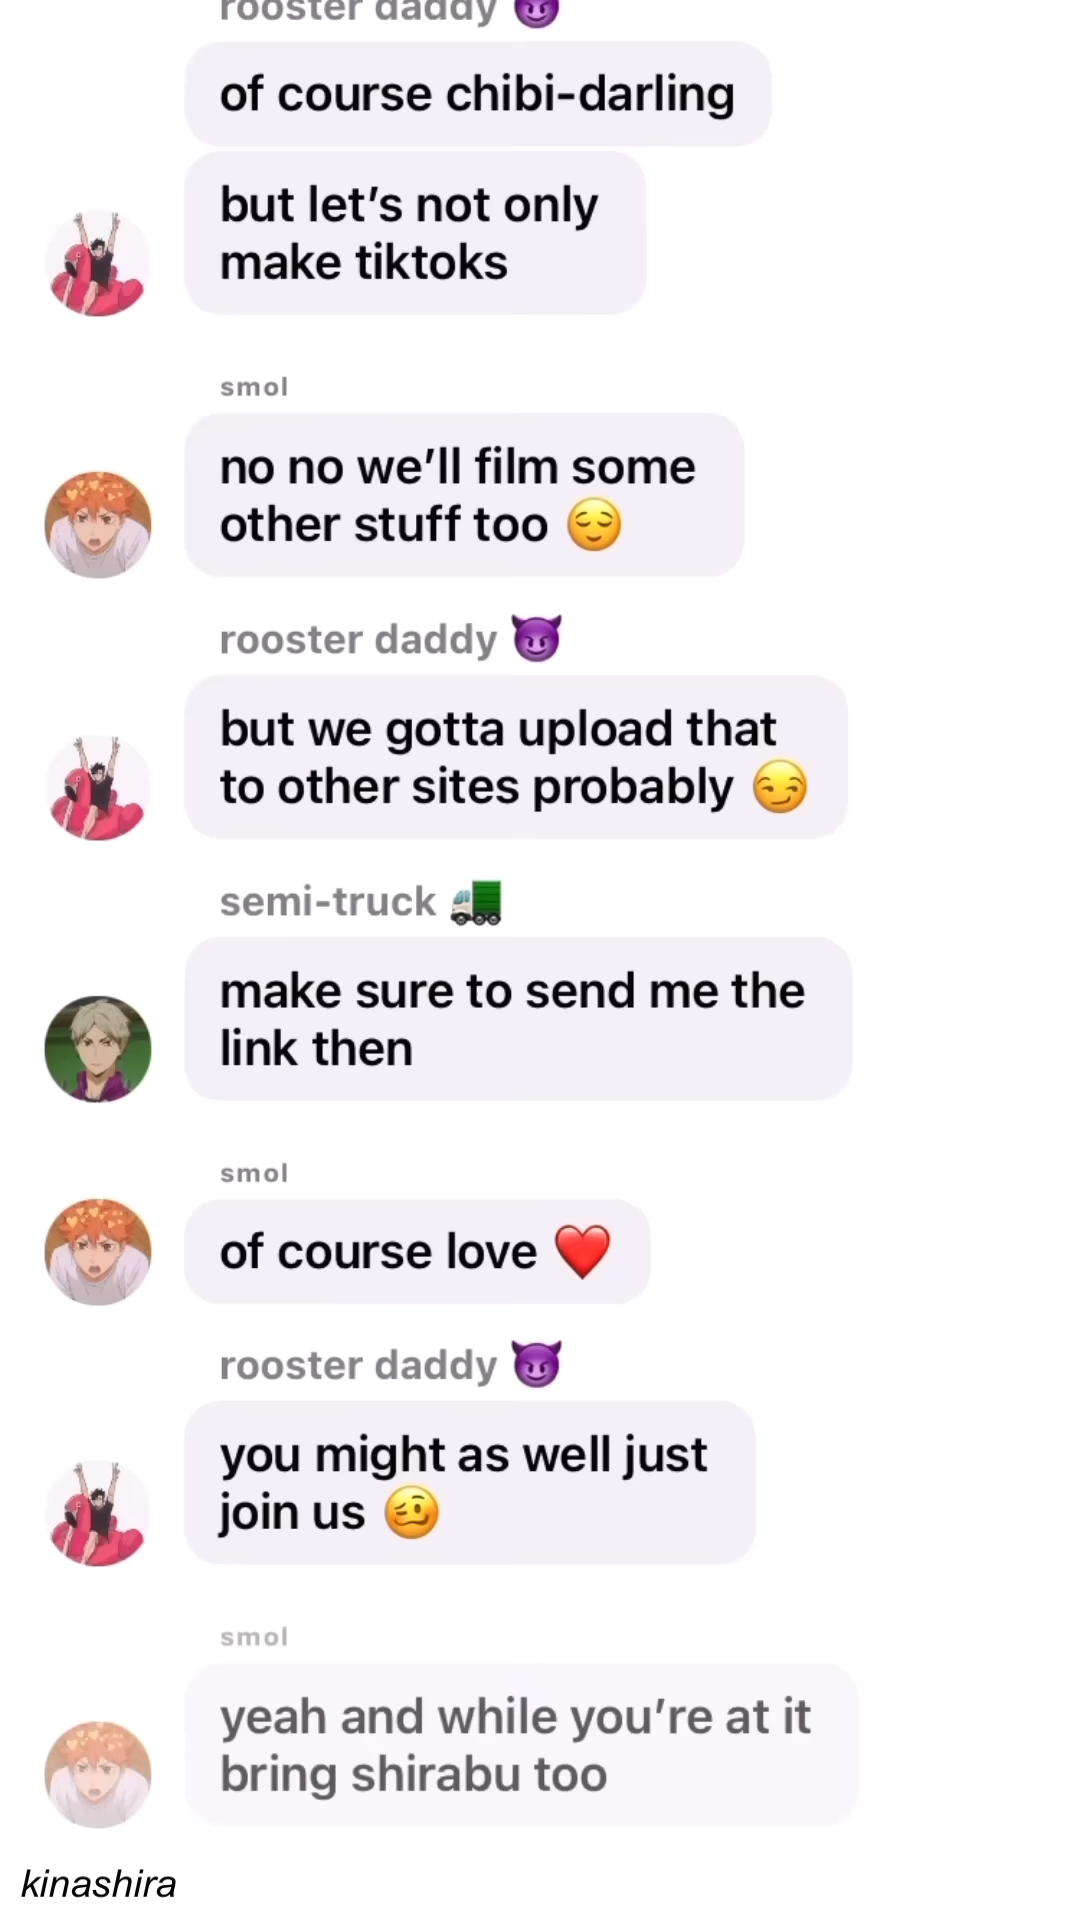 rooster daddy 😈
of course chibi-darling
but let’s not only
make tiktoks
smol
no no we’ll film some
other stuff too 😌
rooster daddy 😈
but we gotta upload that
to other sites probably 😏
semi-truck 🚛
make sure to send me the
link then
smol
of course love ❤️
rooster daddy 😈
you might as well just
join us 🥴
smol
yeah and while you’re at it
bring shirabu too
kinashira